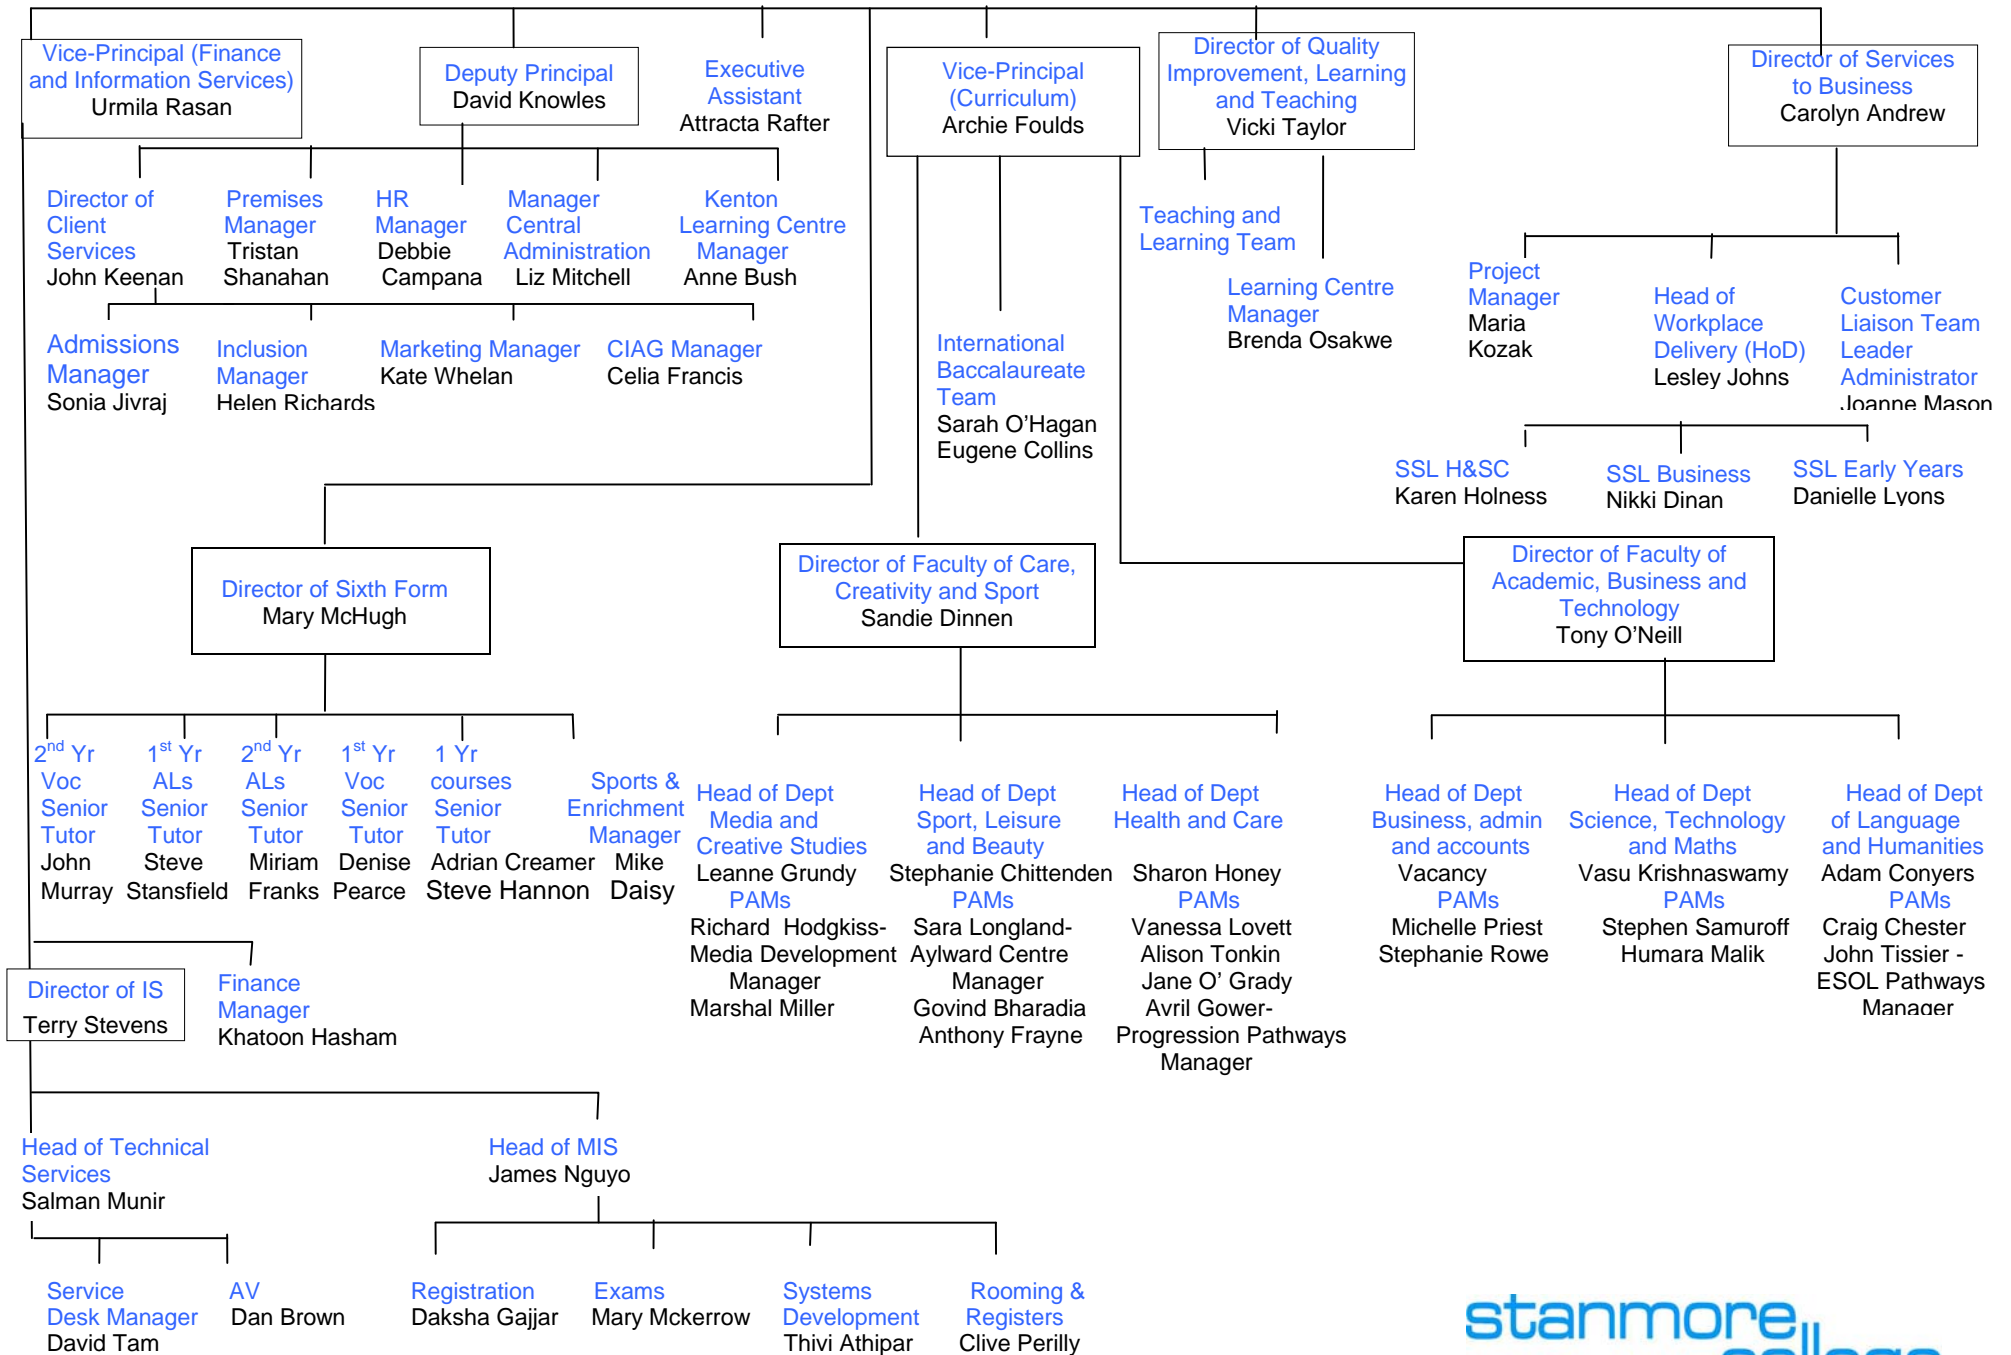 Vice-Principal (Finance
and Information Services)
Urmila Rasan
Deputy Principal
David Knowles
Executive
Assistant
Attracta Rafter
Vice-Principal
(Curriculum)
Archie Foulds
Director of Quality
Improvement, Learning
and Teaching
Vicki Taylor
Director of Services
to Business
Carolyn Andrew
Director of
Client
Services
John Keenan
Premises
Manager
Tristan
Shanahan
HR
Manager
Debbie
Campana
Manager
Central
Administration
Liz Mitchell
Kenton
Learning Centre
Manager
Anne Bush
Teaching and
Learning Team
Learning Centre
Manager
Brenda Osakwe
Project
Manager
Maria
Kozak
Head of
Workplace
Delivery (HoD)
Lesley Johns
Customer
Liaison Team
Leader
Administrator
Joanne Mason
Admissions
Manager
Sonia Jivraj
Inclusion
Manager
Helen Richards
Marketing Manager
Kate Whelan
CIAG Manager
Celia Francis
International
Baccalaureate
Team
Sarah O'Hagan
Eugene Collins
SSL H&SC
Karen Holness
SSL Business
Nikki Dinan
SSL Early Years
Danielle Lyons
Director of Sixth Form
Mary McHugh
Director of Faculty of Care,
Creativity and Sport
Sandie Dinnen
Director of Faculty of
Academic, Business and
Technology
Tony O'Neill
2nd Yr
Voc
Senior
Tutor
John
Murray
1st Yr
ALs
Senior
Tutor
Steve
Stansfield
2nd Yr
ALs
Senior
Tutor
Miriam
Franks
1st Yr
Voc
Senior
Tutor
Denise
Pearce
1 Yr
courses
Senior
Tutor
Adrian Creamer
Steve Hannon
Sports &
Enrichment
Manager
Mike
Daisy
Head of Dept
Media and
Creative Studies
Leanne Grundy
PAMs
Richard Hodgkiss-
Media Development
Manager
Marshal Miller
Head of Dept
Sport, Leisure
and Beauty
Stephanie Chittenden
PAMs
Sara Longland-
Aylward Centre
Manager
Govind Bharadia
Anthony Frayne
Head of Dept
Health and Care
Sharon Honey
PAMs
Vanessa Lovett
Alison Tonkin
Jane O' Grady
Avril Gower-
Progression Pathways
Manager
Head of Dept
Business, admin
and accounts
Vacancy
PAMs
Michelle Priest
Stephanie Rowe
Head of Dept
Science, Technology
and Maths
Vasu Krishnaswamy
PAMs
Stephen Samuroff
Humara Malik
Head of Dept
of Language
and Humanities
Adam Conyers
PAMs
Craig Chester
John Tissier -
ESOL Pathways
Manager
Director of IS
Terry Stevens
Finance
Manager
Khatoon Hasham
Head of Technical
Services
Salman Munir
Head of MIS
James Nguyo
Service
Desk Manager
David Tam
AV
Dan Brown
Registration
Daksha Gajjar
Exams
Mary Mckerrow
Systems
Development
Thivi Athipar
Rooming &
Registers
Clive Perilly
stanmore
college